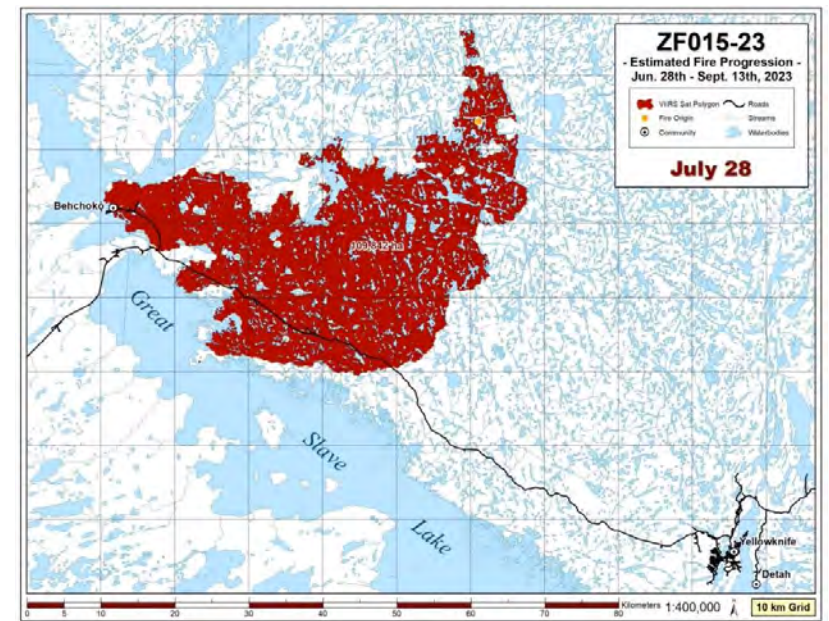 ZF015-23
- Estimated Fire Progression -
Jun. 28th - Sept. 13th, 2023
VIIRS Sat Polygon
Roads
Fire Origin
Streams
Community
Waterbodies
July 28
Behchoko
Great
Slave
Lake
Yellowknife
Detah
0 5 10 20 30 40 50 60 70 80
Kilometers 1:400,000
10 km Grid